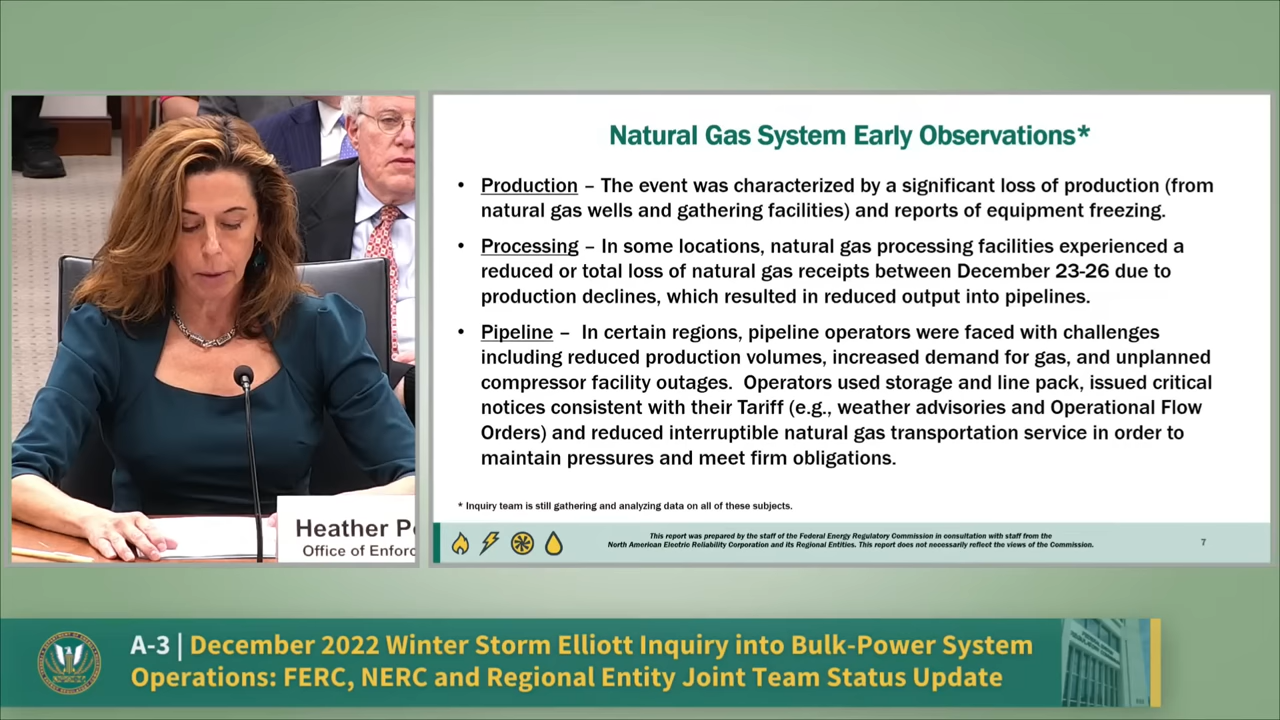 Natural Gas System Early Observations*
• Production – The event was characterized by a significant loss of production (from
natural gas wells and gathering facilities) and reports of equipment freezing.
• Processing – In some locations, natural gas processing facilities experienced a
reduced or total loss of natural gas receipts between December 23-26 due to
production declines, which resulted in reduced output into pipelines.
• Pipeline – In certain regions, pipeline operators were faced with challenges
including reduced production volumes, increased demand for gas, and unplanned
compressor facility outages. Operators used storage and line pack, issued critical
notices consistent with their Tariff (e.g., weather advisories and Operational Flow
Orders) and reduced interruptible natural gas transportation service in order to
maintain pressures and meet firm obligations.
* Inquiry team is still gathering and analyzing data on all of these subjects.
This report was prepared by the staff of the Federal Energy Regulatory Commission in consultation with staff from the
North American Electric Reliability Corporation and its Regional Entities. This report does not necessarily reflect the views of the Commission.
7
Heather
Office of
A-3 | December 2022 Winter Storm Elliott Inquiry into Bulk-Power System
Operations: FERC, NERC and Regional Entity Joint Team Status Update